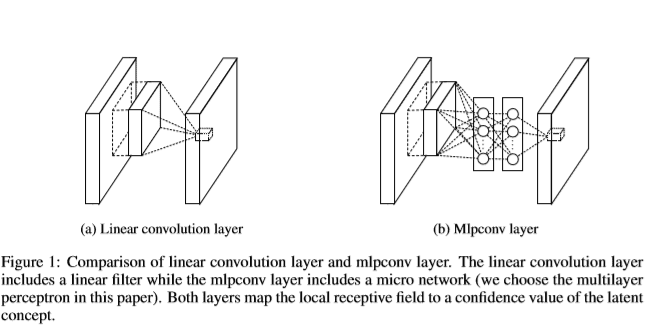 (a) Linear convolution layer
(b) Mlpconv layer
Figure 1: Comparison of linear convolution layer and mlpconv layer. The linear convolution layer
includes a linear filter while the mlpconv layer includes a micro network (we choose the multilayer
perceptron in this paper). Both layers map the local receptive field to a confidence value of the latent
concept.